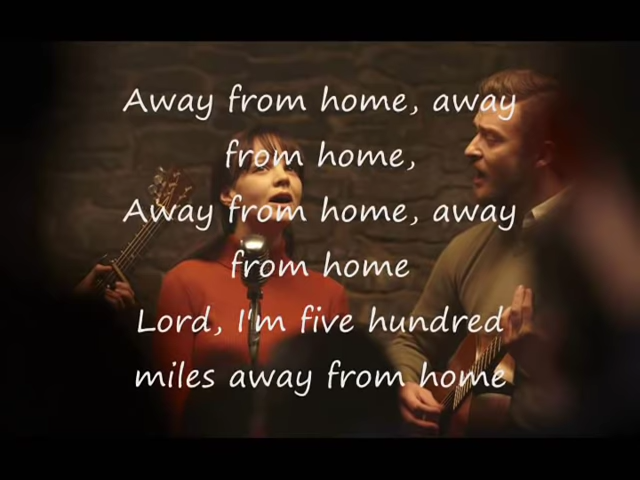 Away from home, away
from home,
Away from home, away
from home
Lord, I'm five hundred
miles away from home